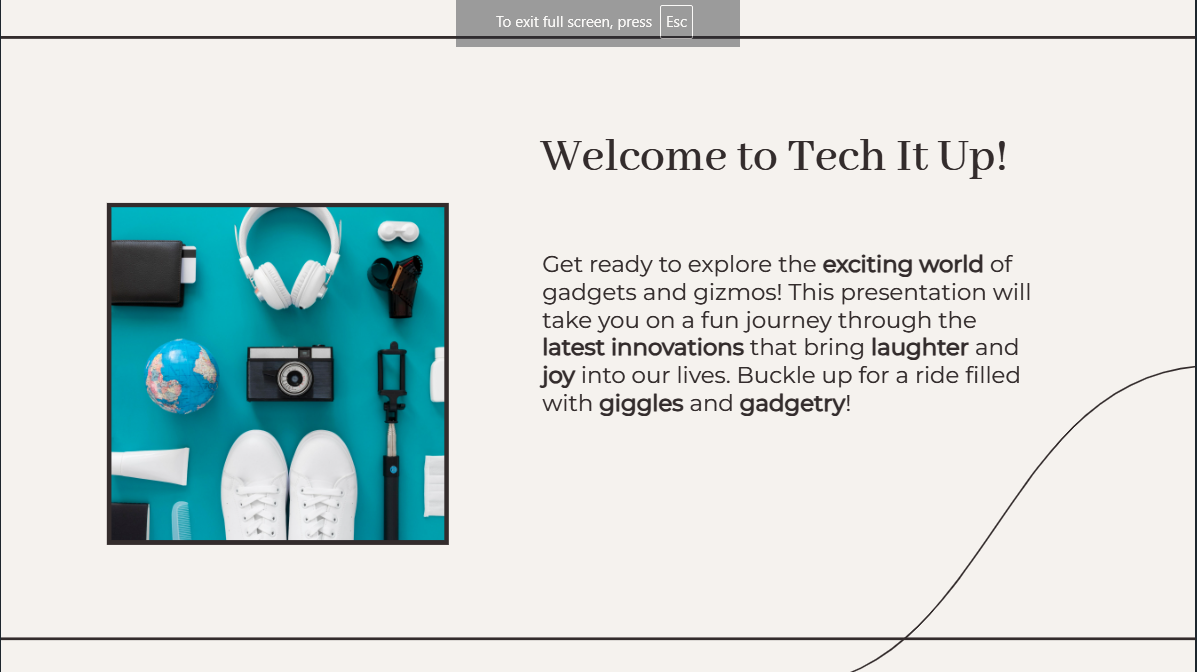 To exit full screen, press Esc
Welcome to Tech It Up!
Get ready to explore the exciting world of
gadgets and gizmos! This presentation will
take you on a fun journey through the
latest innovations that bring laughter and
joy into our lives. Buckle up for a ride filled
with giggles and gadgetry!